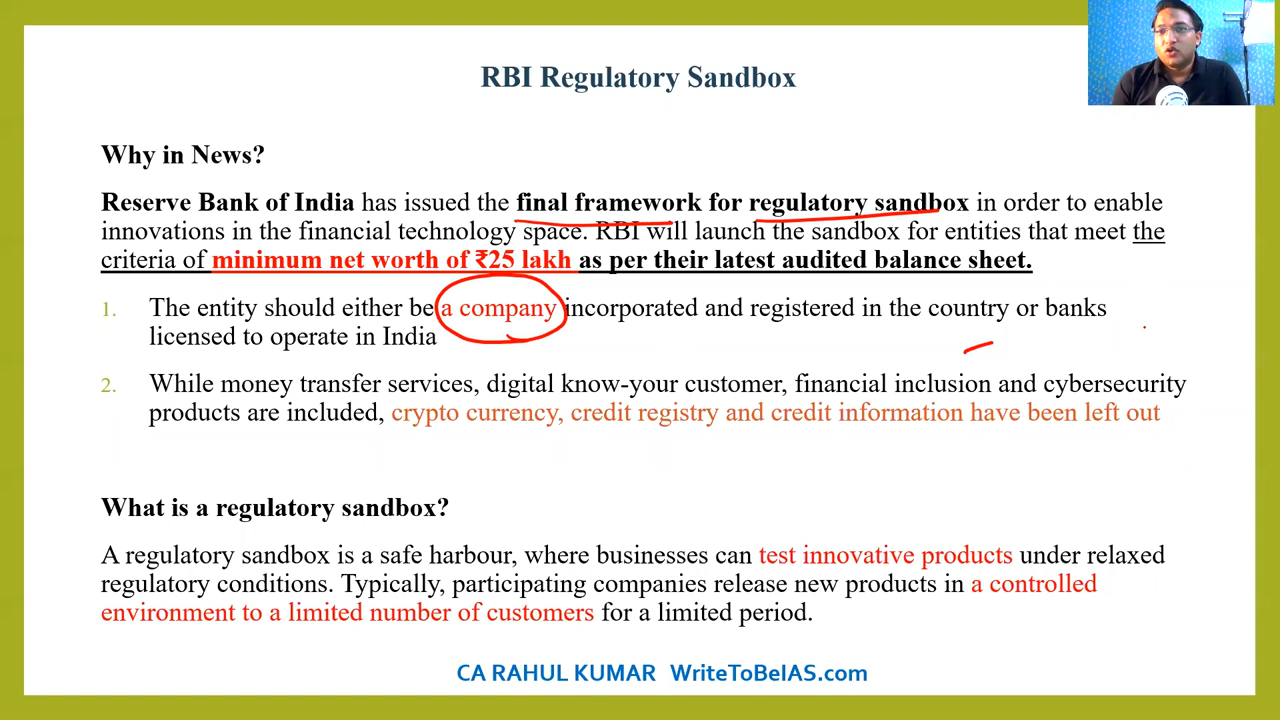 RBI Regulatory Sandbox
Why in News?
Reserve Bank of India has issued the final framework for regulatory sandbox in order to enable
innovations in the financial technology space. RBI will launch the sandbox for entities that meet the
criteria of minimum net worth of ₹25 lakh as per their latest audited balance sheet.
1. The entity should either be a company incorporated and registered in the country or banks
licensed to operate in India
2. While money transfer services, digital know-your customer, financial inclusion and cybersecurity
products are included, crypto currency, credit registry and credit information have been left out
What is a regulatory sandbox?
A regulatory sandbox is a safe harbour, where businesses can test innovative products under relaxed
regulatory conditions. Typically, participating companies release new products in a controlled
environment to a limited number of customers for a limited period.
CA RAHUL KUMAR WriteToBeIAS.com